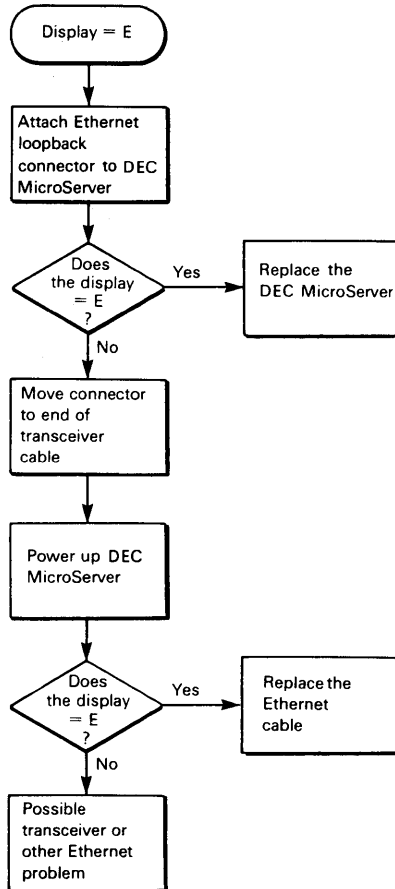 Display = E
Attach Ethernet
loopback
connector to DEC
MicroServer
Does
the display
= E
?
Yes
Replace the
DEC MicroServer
No
Move connector
to end of
transceiver
cable
Power up DEC
MicroServer
Does
the display
= E
?
Yes
Replace the
Ethernet
cable
No
Possible
transceiver or
other Ethernet
problem